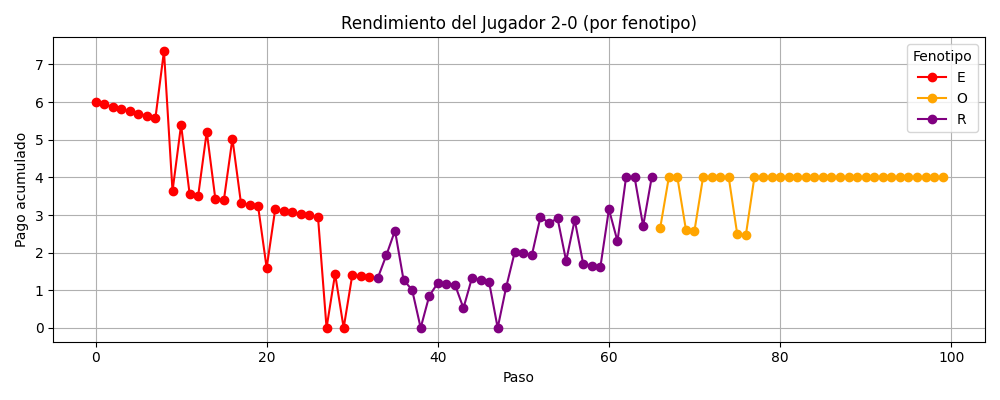 Rendimiento del Jugador 2-0 (por fenotipo)
Pago acumulado
7
6
5
4
3
2
1
0
0 20 40 60 80 100
Paso
Fenotipo
E
O
R